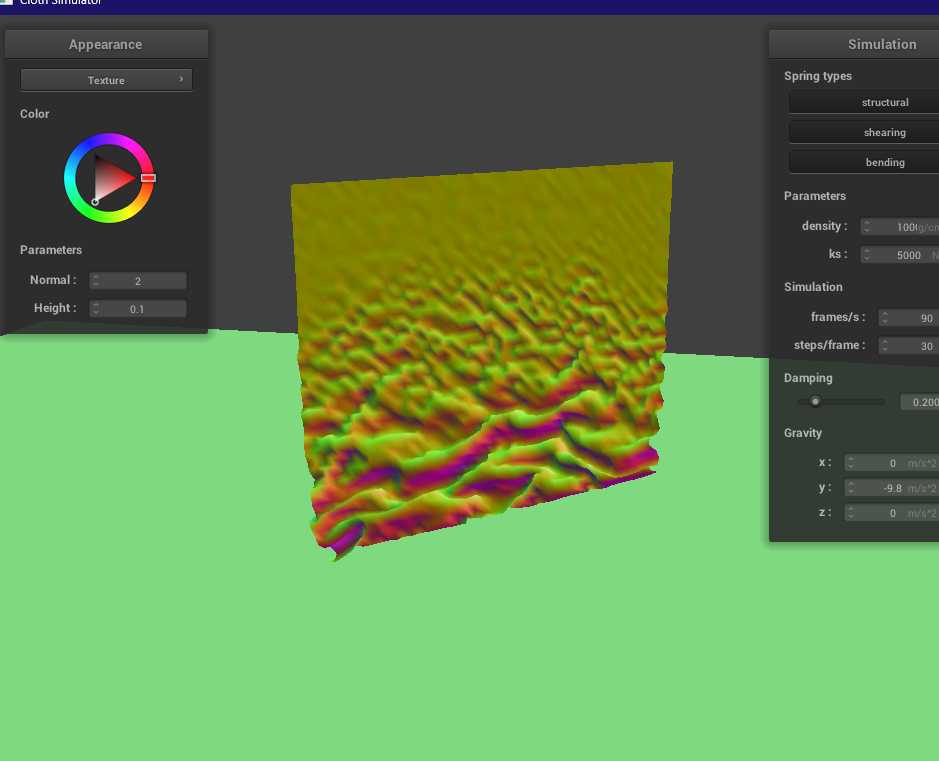 Cloth Simulator
Appearance
Texture
Color
Parameters
Normal : 2
Height : 0.1
Simulation
Spring types
structural
shearing
bending
Parameters
density :
ks : 5000 N
Simulation
frames/s : 90
steps/frame : 30
Damping
0.200
Gravity
x : 0 m/s^2
y : -9.8 m/s^2
z : 0 m/s^2